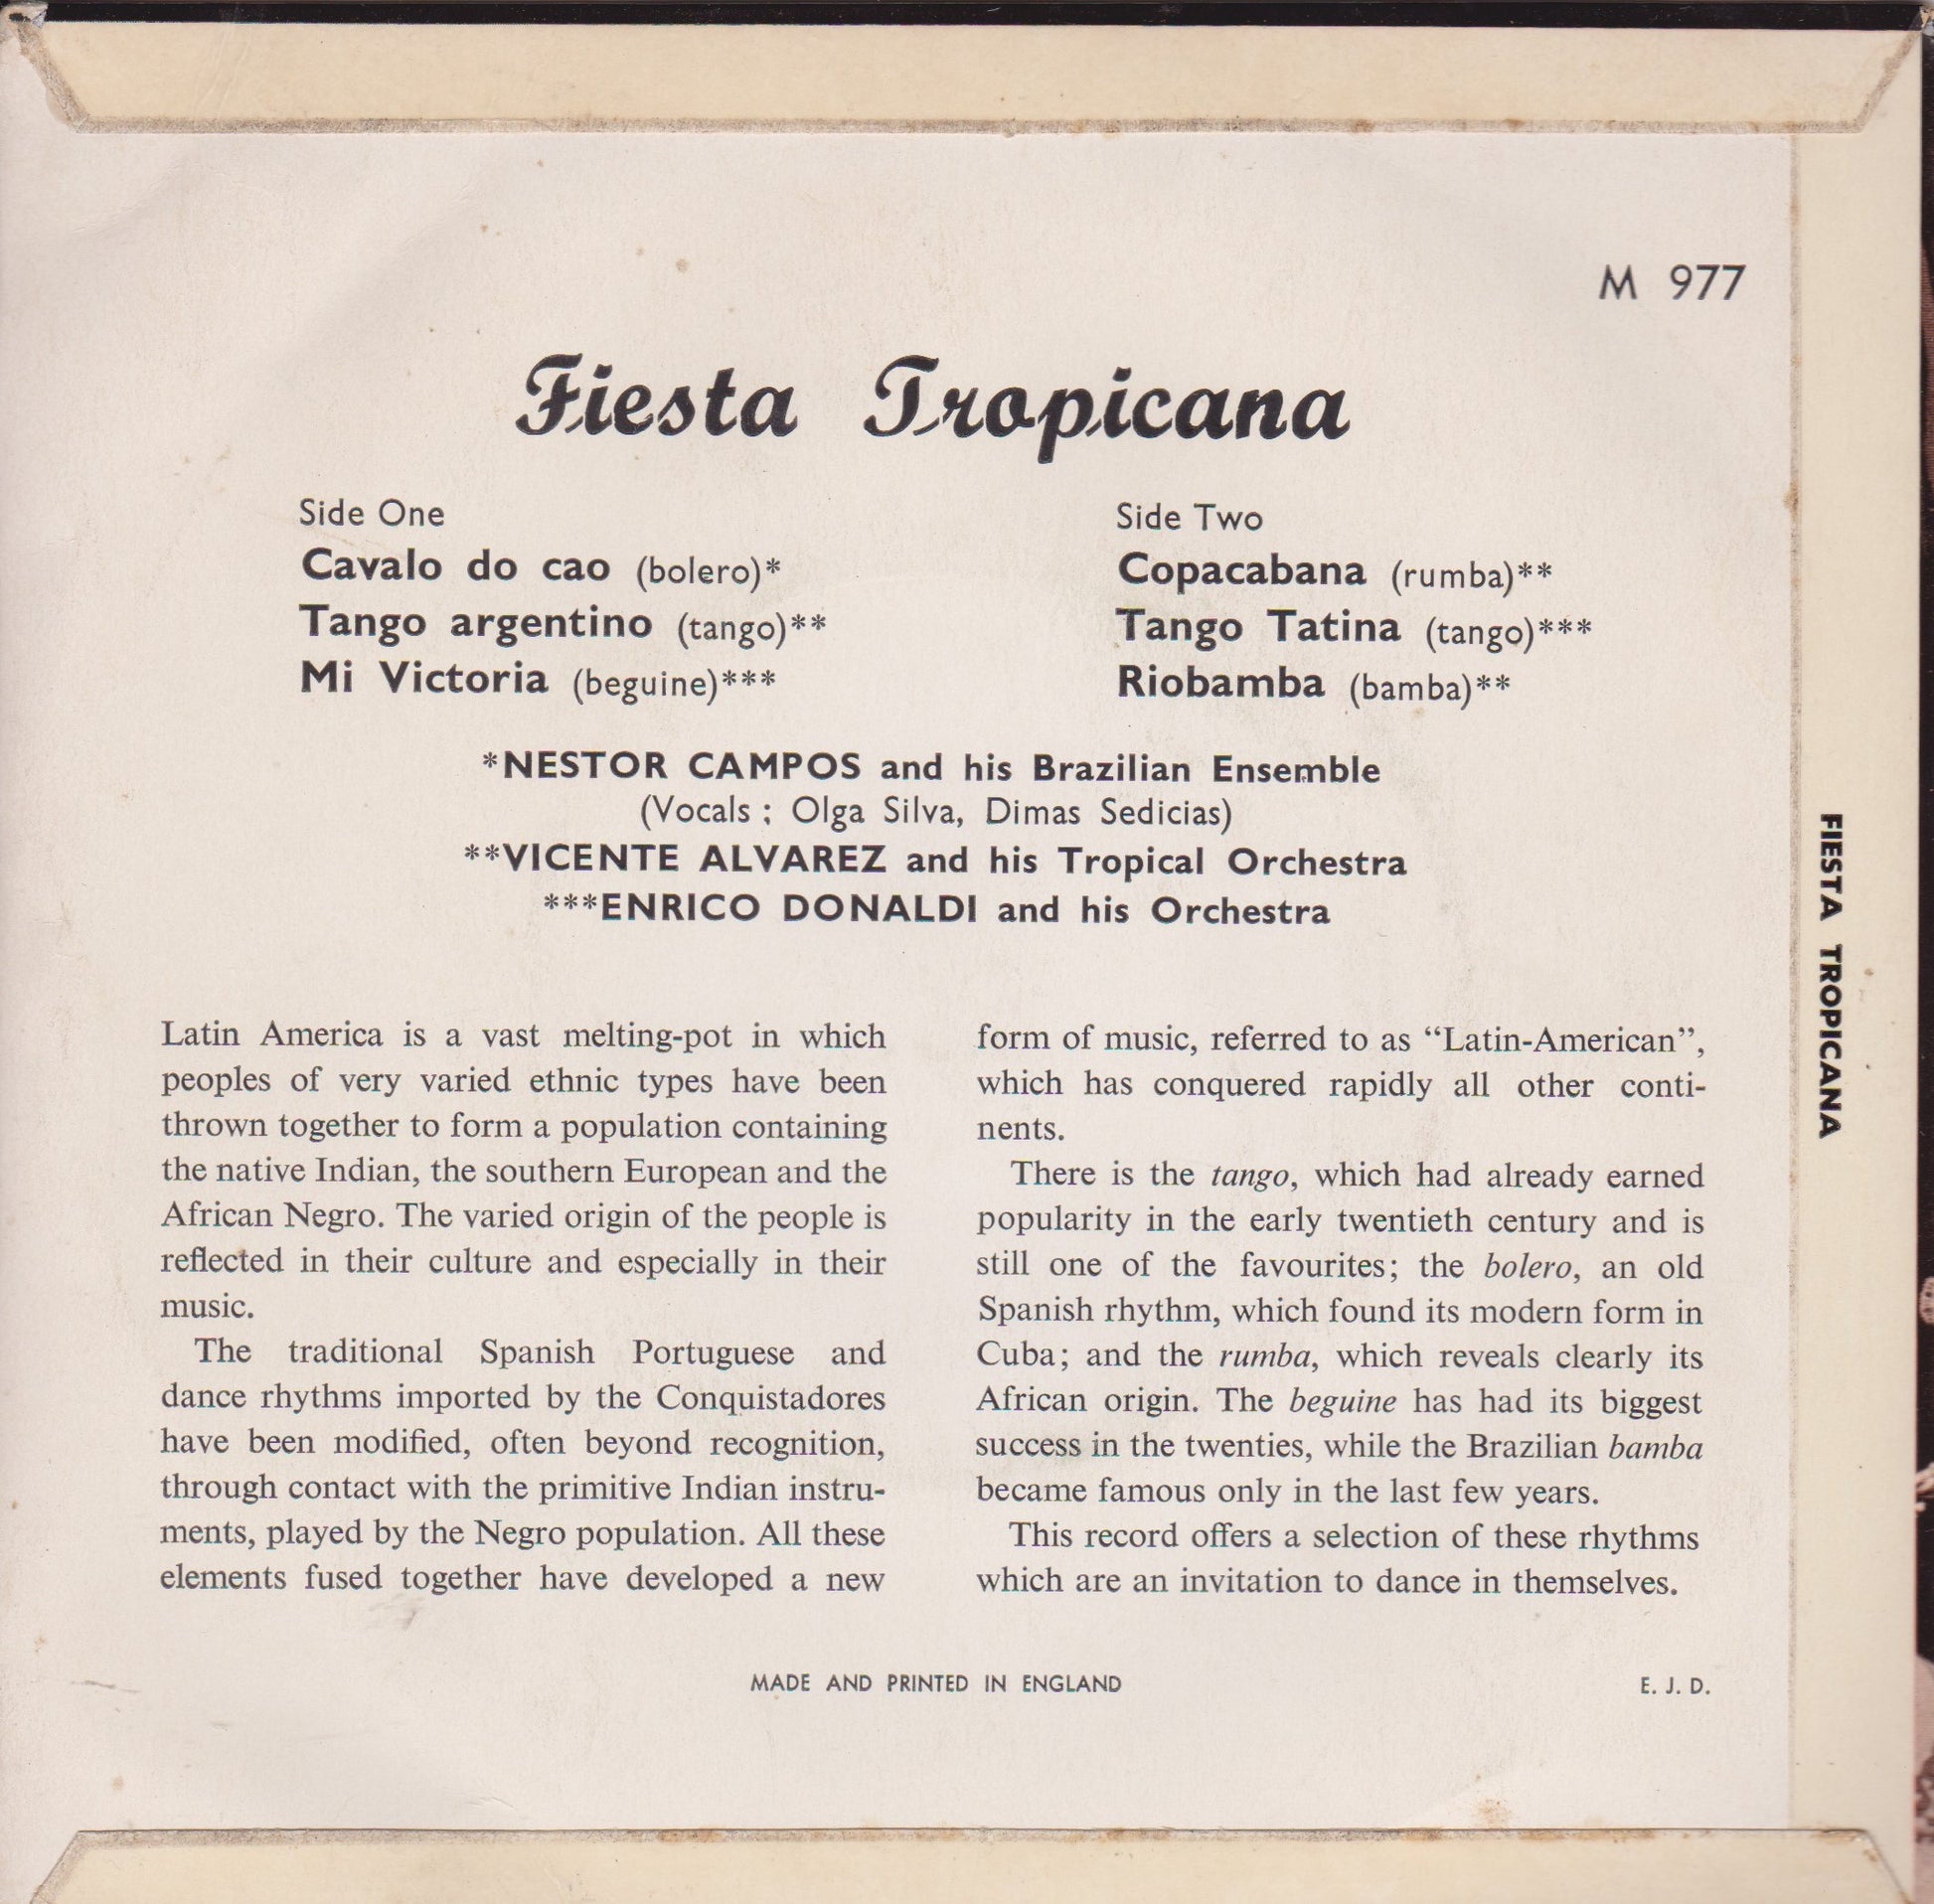 M 977
Fiesta Tropicana
Side One
Cavalo do cao (bolero)*
Tango argentino (tango)**
Mi Victoria (beguine)***
Side Two
Copacabana (rumba)**
Tango Tatina (tango)***
Riobamba (bamba)**
*NESTOR CAMPOS and his Brazilian Ensemble
(Vocals ; Olga Silva, Dimas Sedicias)
**VICENTE ALVAREZ and his Tropical Orchestra
***ENRICO DONALDI and his Orchestra
Latin America is a vast melting-pot in which
peoples of very varied ethnic types have been
thrown together to form a population containing
the native Indian, the southern European and the
African Negro. The varied origin of the people is
reflected in their culture and especially in their
music.
The traditional Spanish Portuguese and
dance rhythms imported by the Conquistadores
have been modified, often beyond recognition,
through contact with the primitive Indian instru-
ments, played by the Negro population. All these
elements fused together have developed a new
form of music, referred to as “Latin-American”,
which has conquered rapidly all other conti-
nents.
There is the tango, which had already earned
popularity in the early twentieth century and is
still one of the favourites; the bolero, an old
Spanish rhythm, which found its modern form in
Cuba; and the rumba, which reveals clearly its
African origin. The beguine has had its biggest
success in the twenties, while the Brazilian bamba
became famous only in the last few years.
This record offers a selection of these rhythms
which are an invitation to dance in themselves.
MADE AND PRINTED IN ENGLAND
E. J. D.
FIESTA TROPICANA